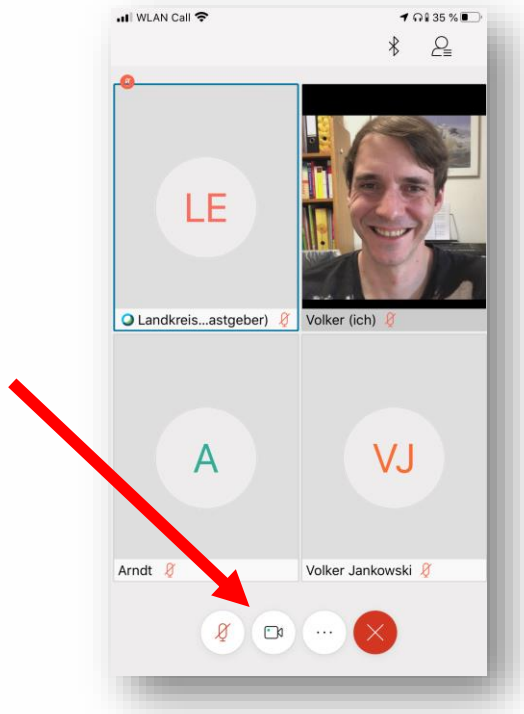 WLAN Call 35 %
LE
Landkreis...astgeber) Volker (ich)
A VJ
Arndt Volker Jankowski